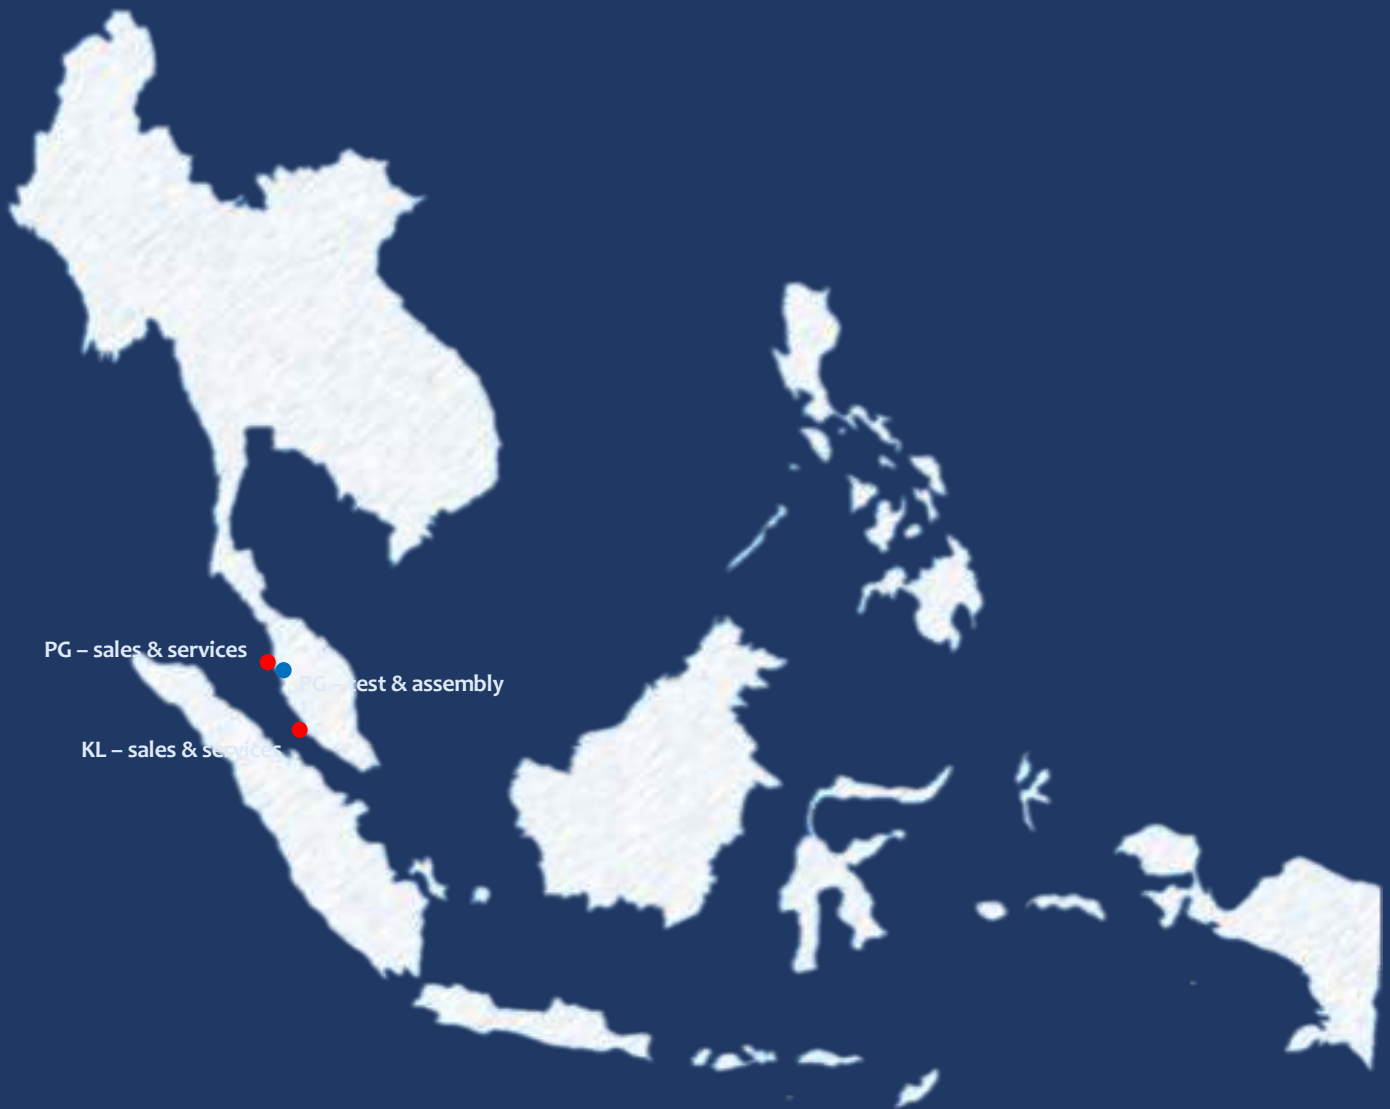 PG – sales & services
PG – test & assembly
KL – sales & services